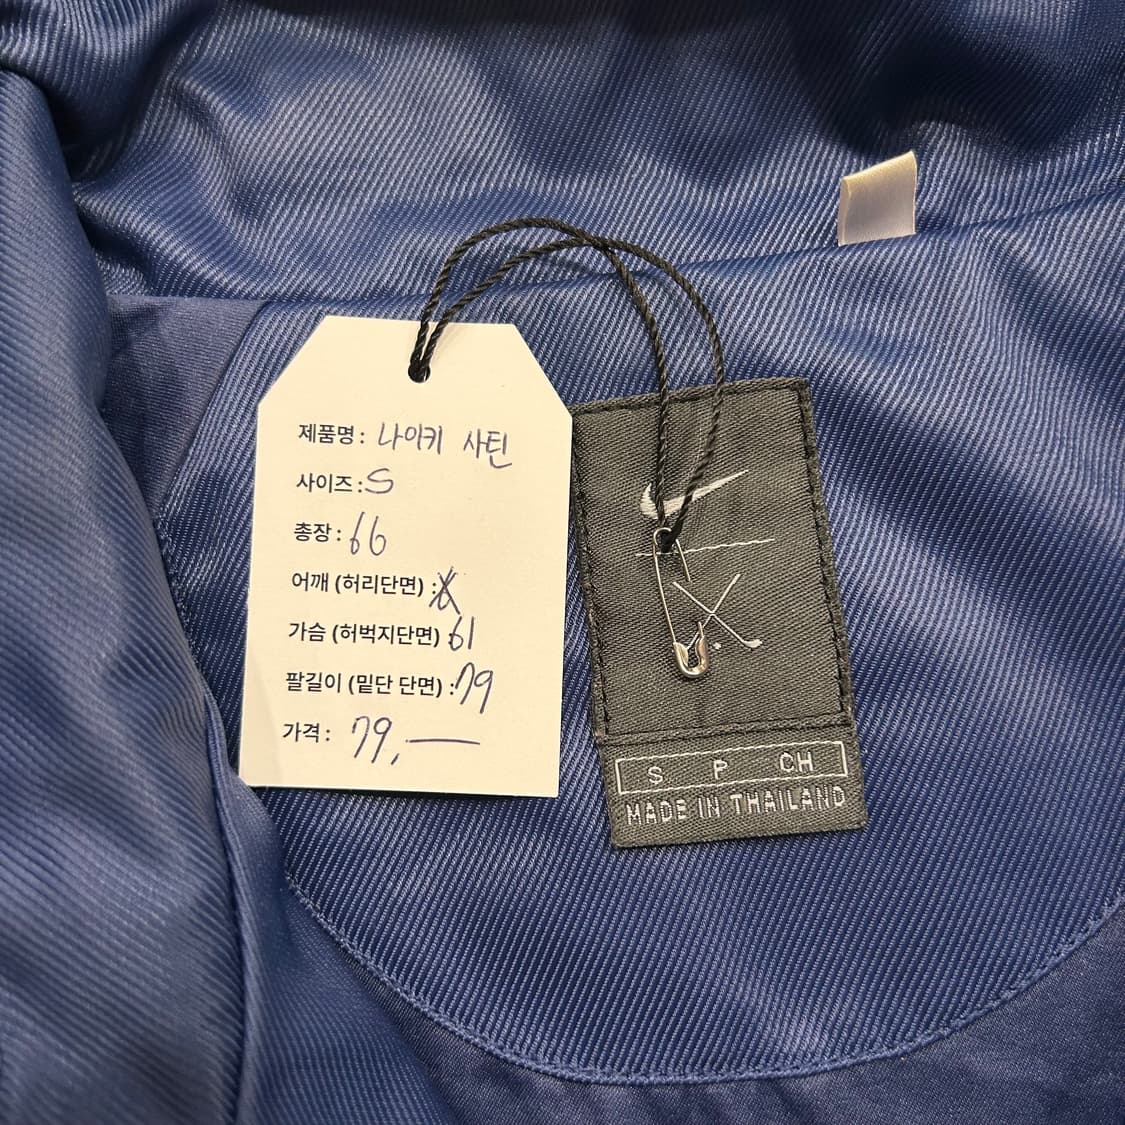 제품명: 나이키 사틴
사이즈: S
총장: 66
어깨 (허리단면) : X
가슴 (허벅지단면) : 61
팔길이 (밑단 단면) : 79
가격: 79,—
S P CH
MADE IN THAILAND